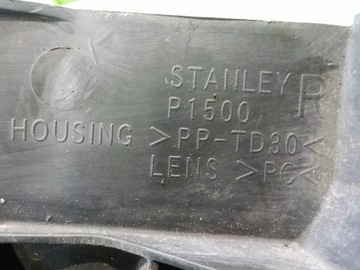 STANLEY R
P1500
HOUSING >PP-TD30<
LENS >PC<